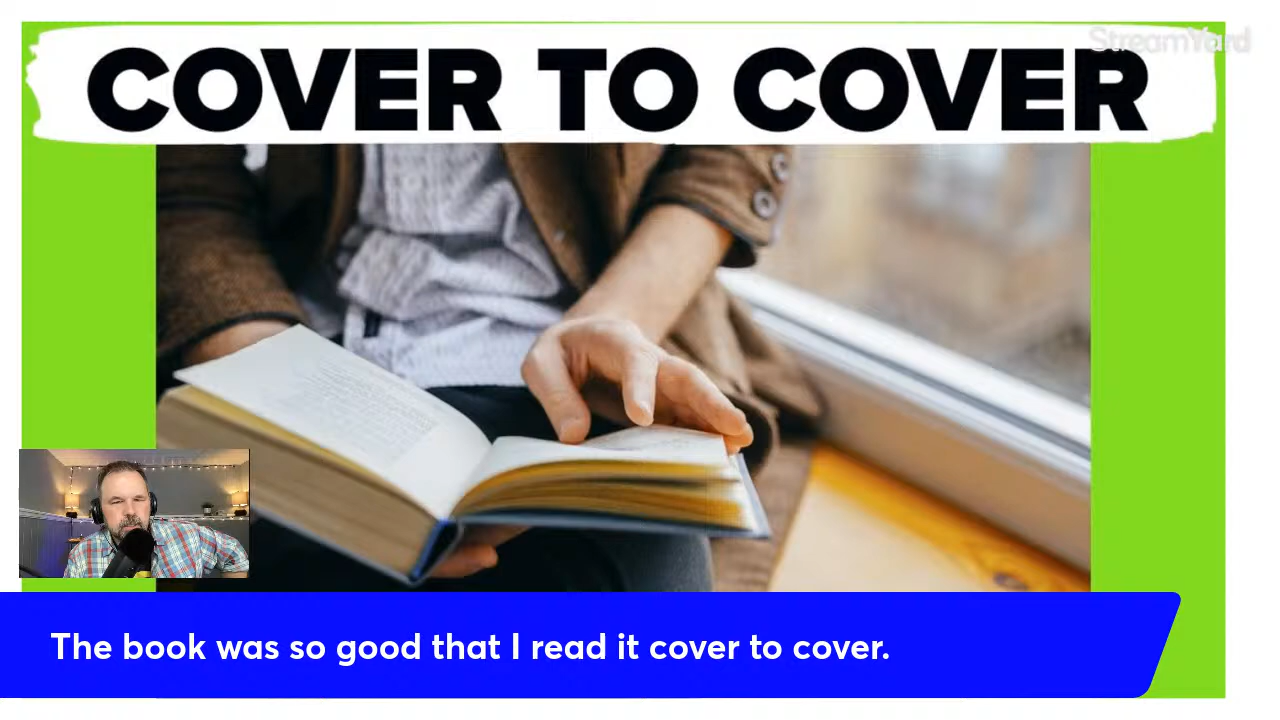 StreamYard
COVER TO COVER
The book was so good that I read it cover to cover.